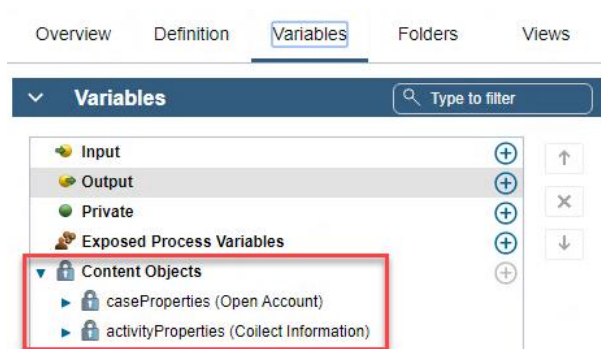 Overview Definition Variables Folders Views
Variables Type to filter
Input
Output
Private
Exposed Process Variables
Content Objects
caseProperties (Open Account)
activityProperties (Collect Information)